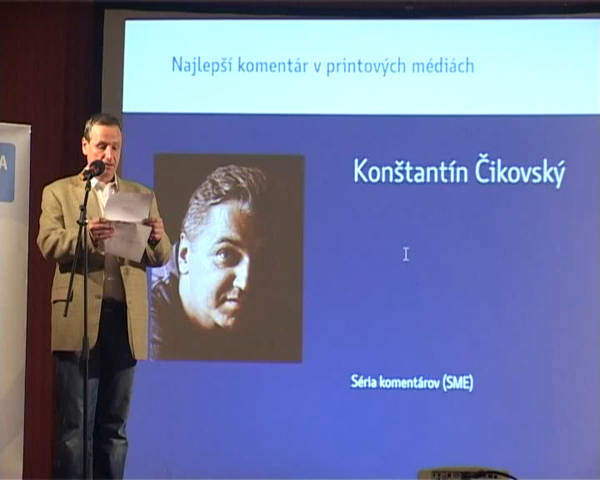 Najlepší komentár v printových médiách
Konštantín Čikovský
A
Séria komentárov (SME)